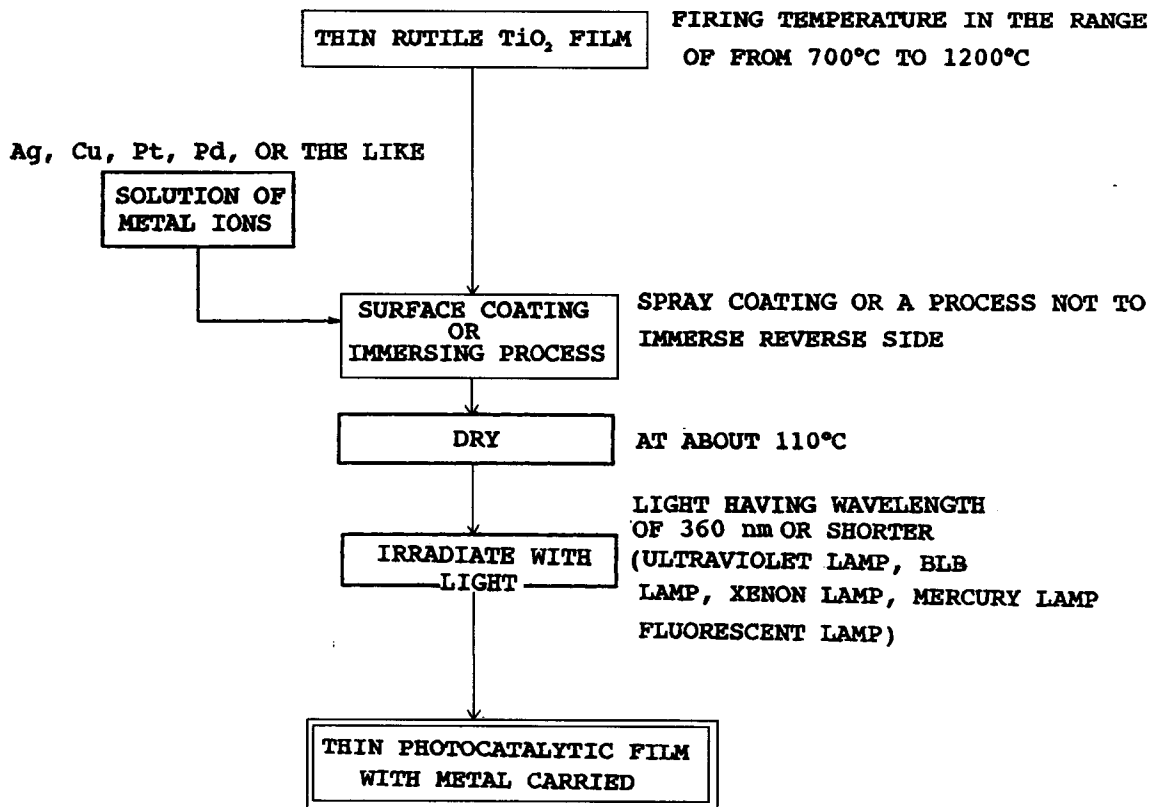 THIN RUTILE TiO₂ FILM
FIRING TEMPERATURE IN THE RANGE
OF FROM 700°C TO 1200°C
Ag, Cu, Pt, Pd, OR THE LIKE
SOLUTION OF
METAL IONS
SURFACE COATING
OR
IMMERSING PROCESS
SPRAY COATING OR A PROCESS NOT TO
IMMERSE REVERSE SIDE
DRY
AT ABOUT 110°C
IRRADIATE WITH
LIGHT
LIGHT HAVING WAVELENGTH
OF 360 nm OR SHORTER
(ULTRAVIOLET LAMP, BLB
LAMP, XENON LAMP, MERCURY LAMP
FLUORESCENT LAMP)
THIN PHOTOCATALYTIC FILM
WITH METAL CARRIED